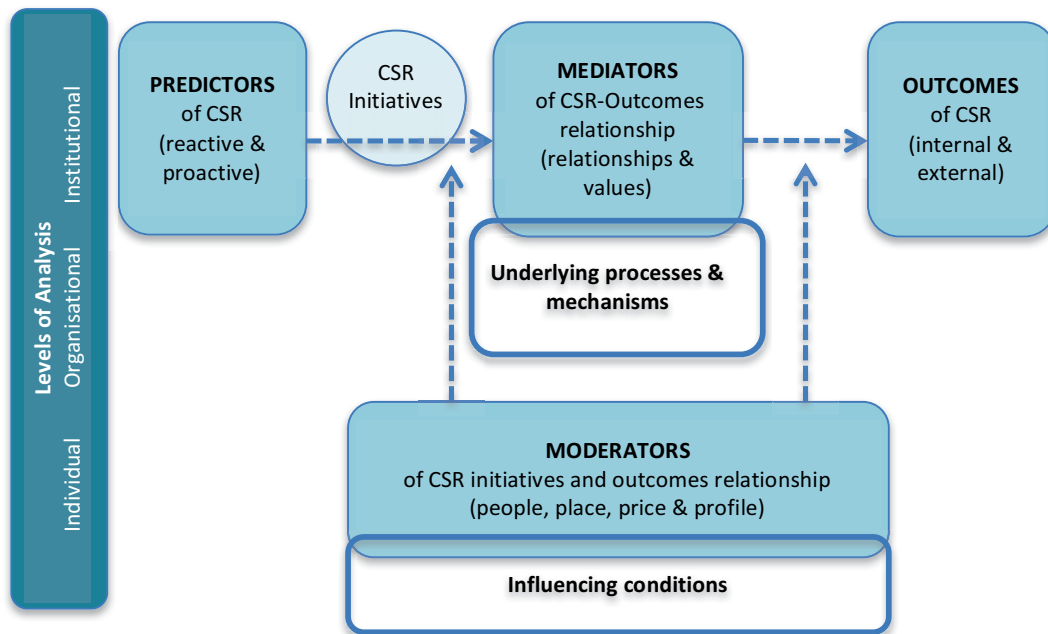 Levels of Analysis
Institutional
Organisational
Individual
PREDICTORS
of CSR
(reactive &
proactive)
CSR
Initiatives
MEDIATORS
of CSR-Outcomes
relationship
(relationships &
values)
OUTCOMES
of CSR
(internal &
external)
Underlying processes &
mechanisms
MODERATORS
of CSR initiatives and outcomes relationship
(people, place, price & profile)
Influencing conditions